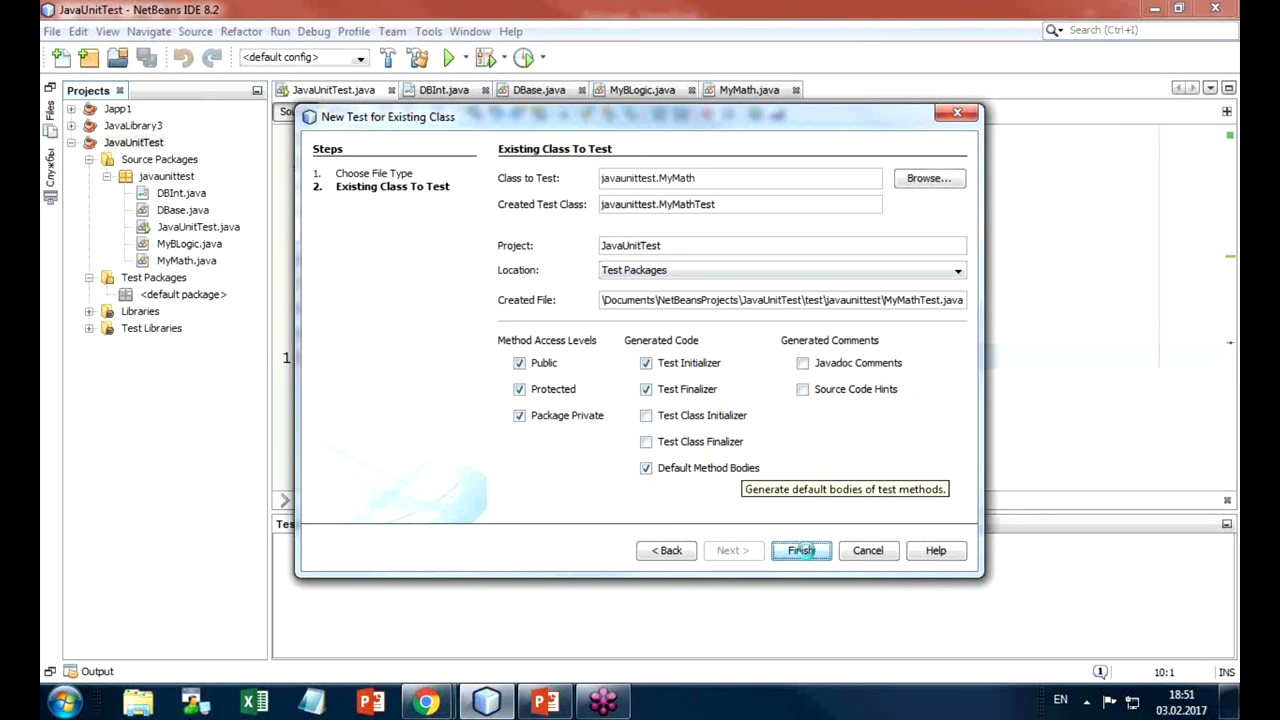 JavaUnitTest - NetBeans IDE 8.2
File Edit View Navigate Source Refactor Run Debug Profile Team Tools Window Help
Search (Ctrl+I)
<default config>
Projects
JavaUnitTest.java DBInt.java DBase.java MyBLogic.java MyMath.java
Files
Службы
Japp1
JavaLibrary3
JavaUnitTest
Source Packages
javaunittest
DBInt.java
DBase.java
JavaUnitTest.java
MyBLogic.java
MyMath.java
Test Packages
<default package>
Libraries
Test Libraries
New Test for Existing Class
Steps
1. Choose File Type
2. Existing Class To Test
Existing Class To Test
Class to Test: javaunittest.MyMath Browse...
Created Test Class: javaunittest.MyMathTest
Project: JavaUnitTest
Location: Test Packages
Created File: \Documents\NetBeansProjects\JavaUnitTest\test\javaunittest\MyMathTest.java
Method Access Levels Generated Code Generated Comments
Public Test Initializer Javadoc Comments
Protected Test Finalizer Source Code Hints
Package Private Test Class Initializer
Test Class Finalizer
Default Method Bodies
Generate default bodies of test methods.
< Back Next > Finish Cancel Help
Output
10:1 INS
EN
18:51
03.02.2017